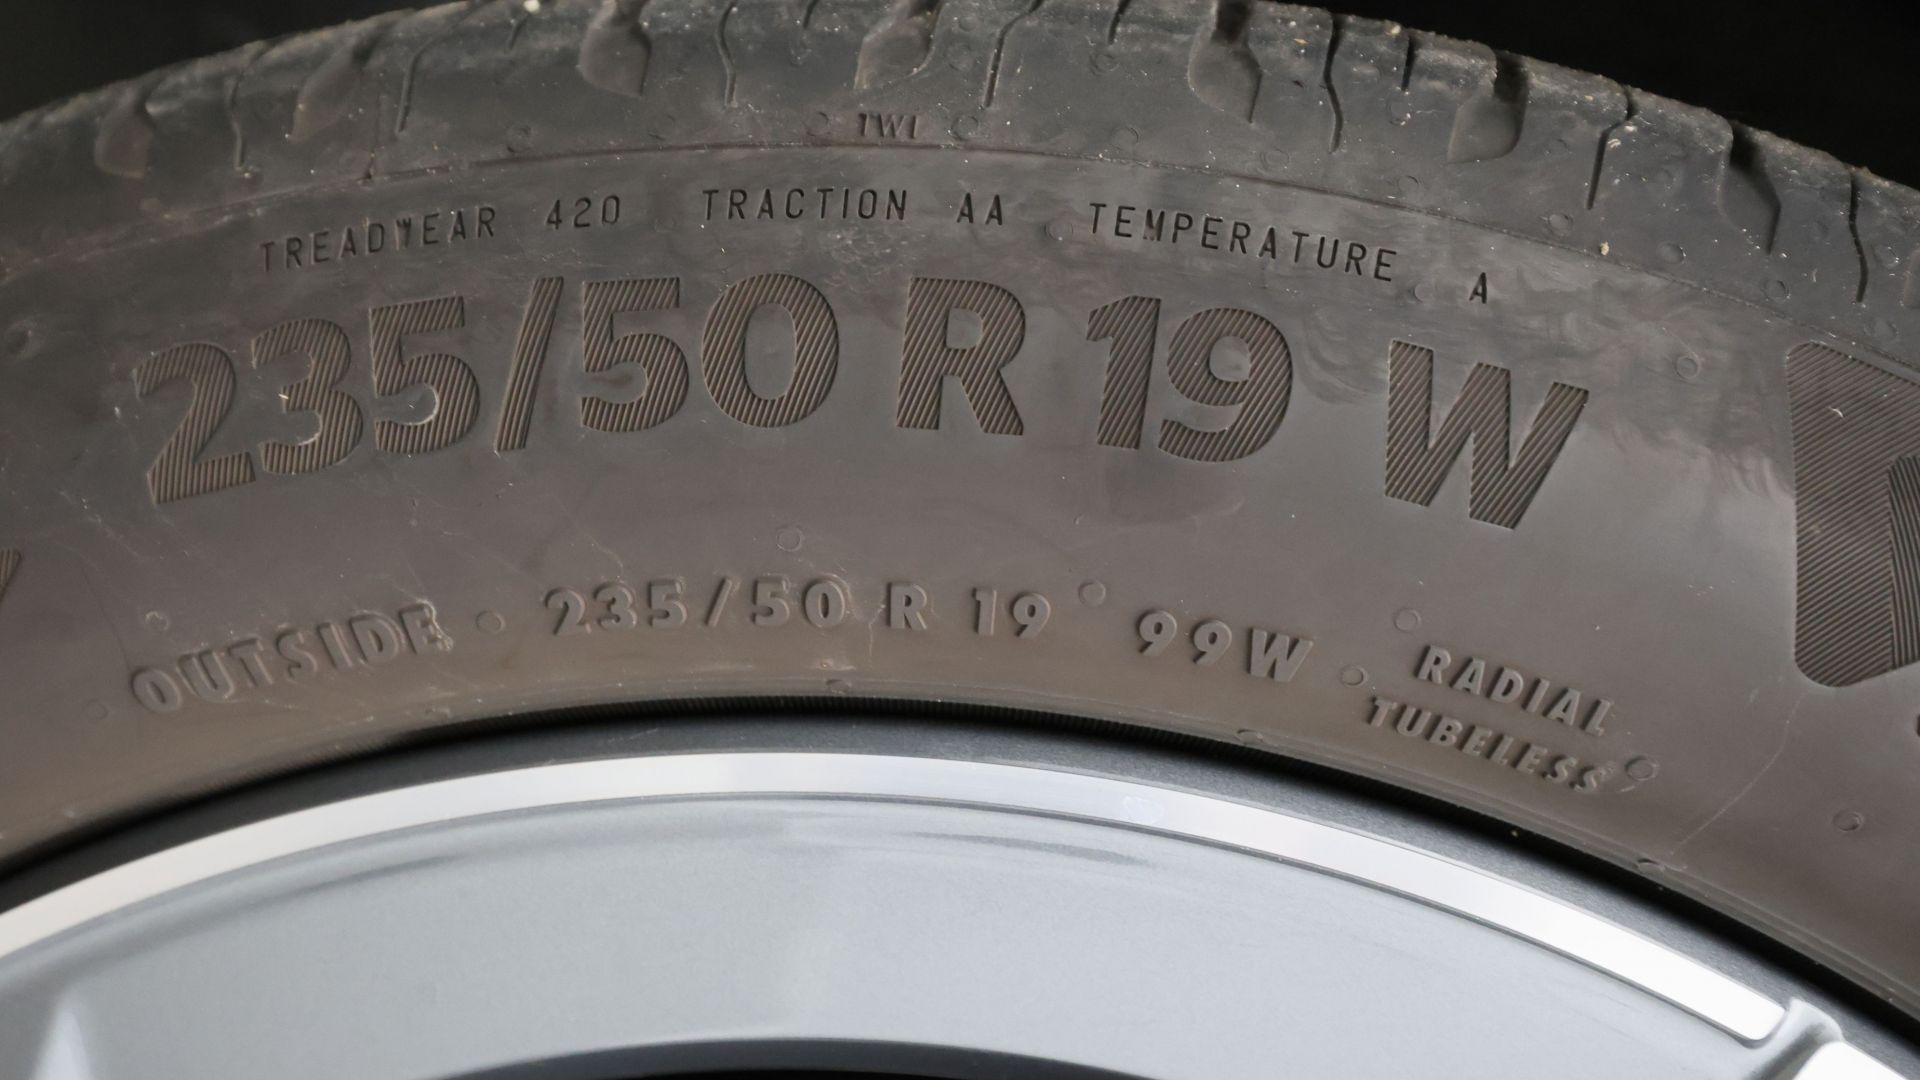 TWI
TREADWEAR 420 TRACTION AA TEMPERATURE A
235/50 R 19 W
OUTSIDE 235/50 R 19 99W RADIAL
TUBELESS